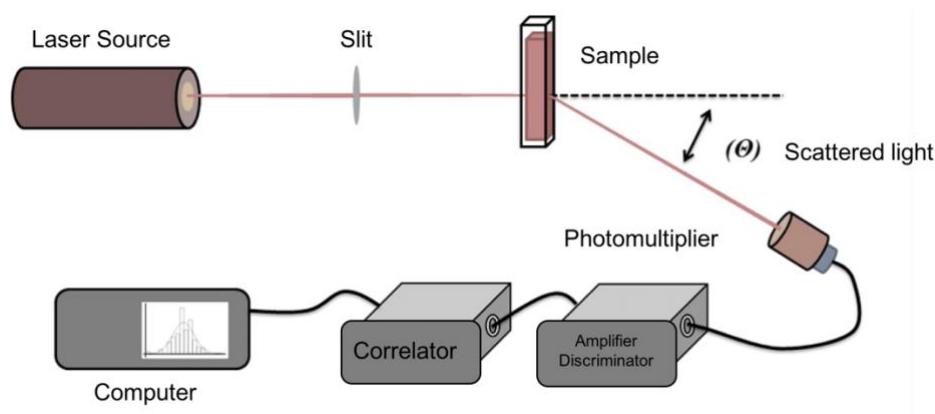 Laser Source
Slit
Sample
(Θ)
Scattered light
Photomultiplier
Correlator
Amplifier
Discriminator
Computer